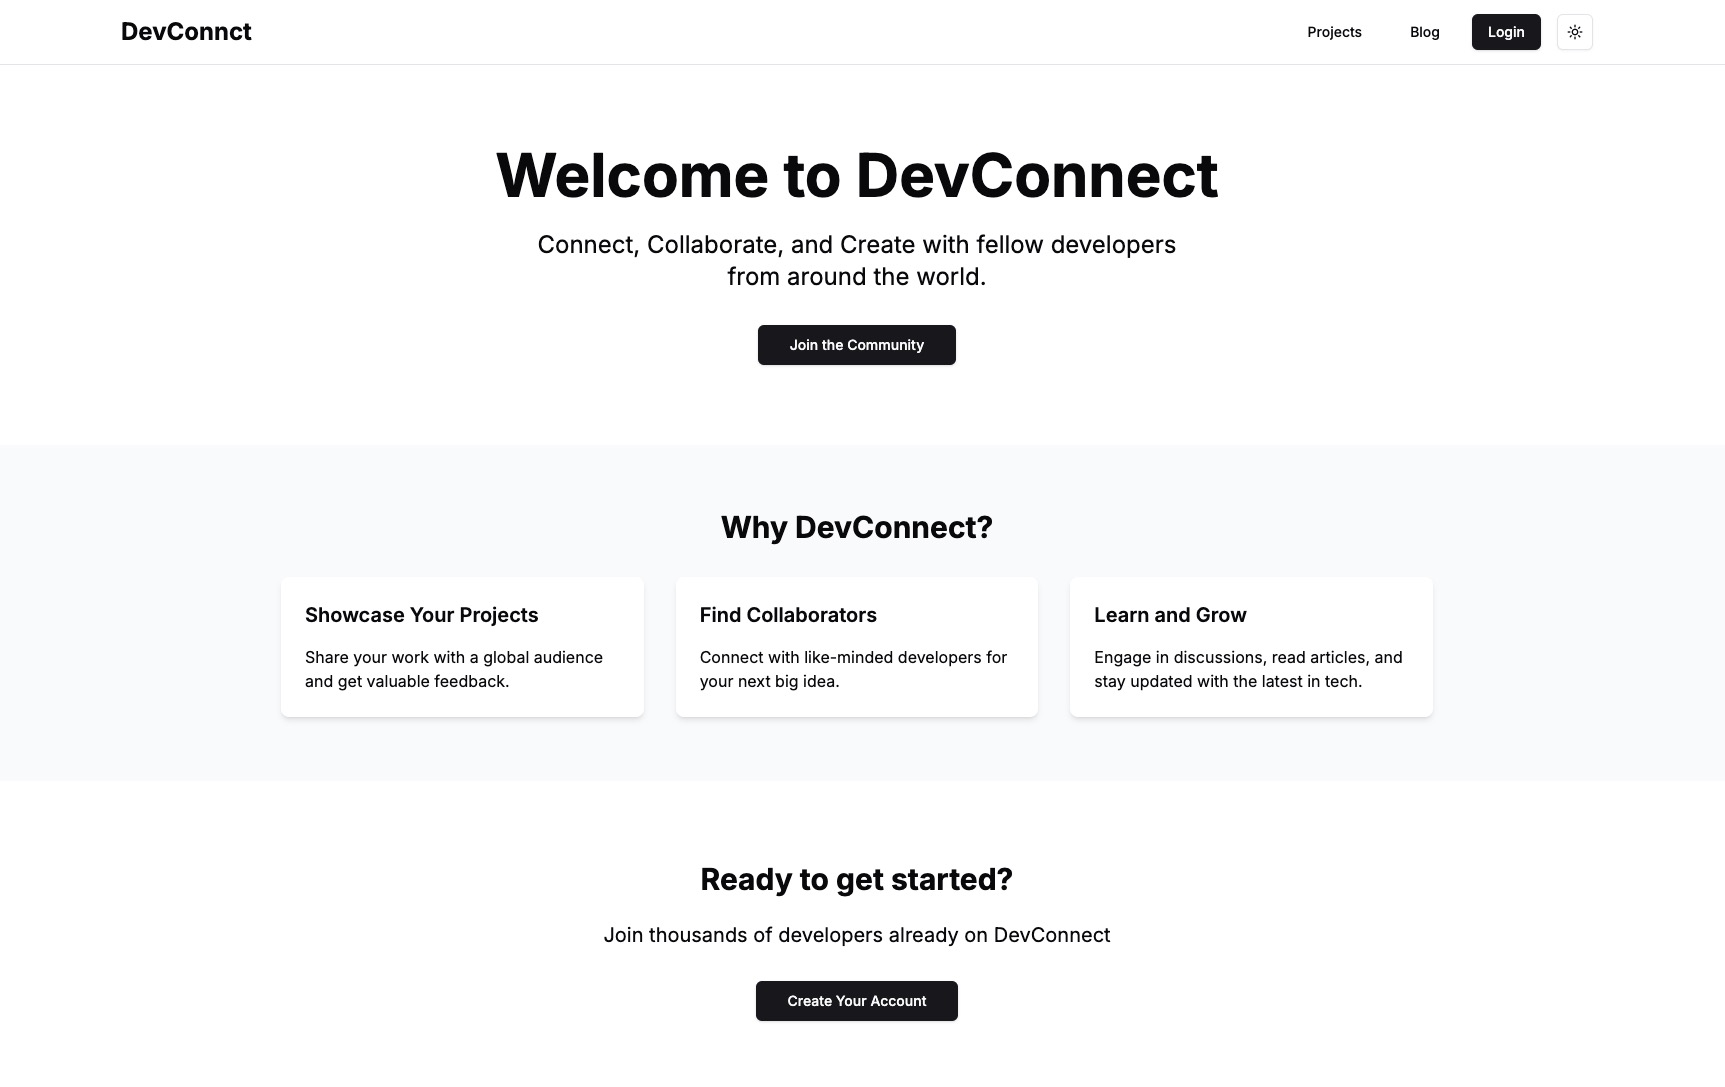 DevConnct
Projects
Blog
Login
Welcome to DevConnect
Connect, Collaborate, and Create with fellow developers
from around the world.
Join the Community
Why DevConnect?
Showcase Your Projects
Share your work with a global audience
and get valuable feedback.
Find Collaborators
Connect with like-minded developers for
your next big idea.
Learn and Grow
Engage in discussions, read articles, and
stay updated with the latest in tech.
Ready to get started?
Join thousands of developers already on DevConnect
Create Your Account